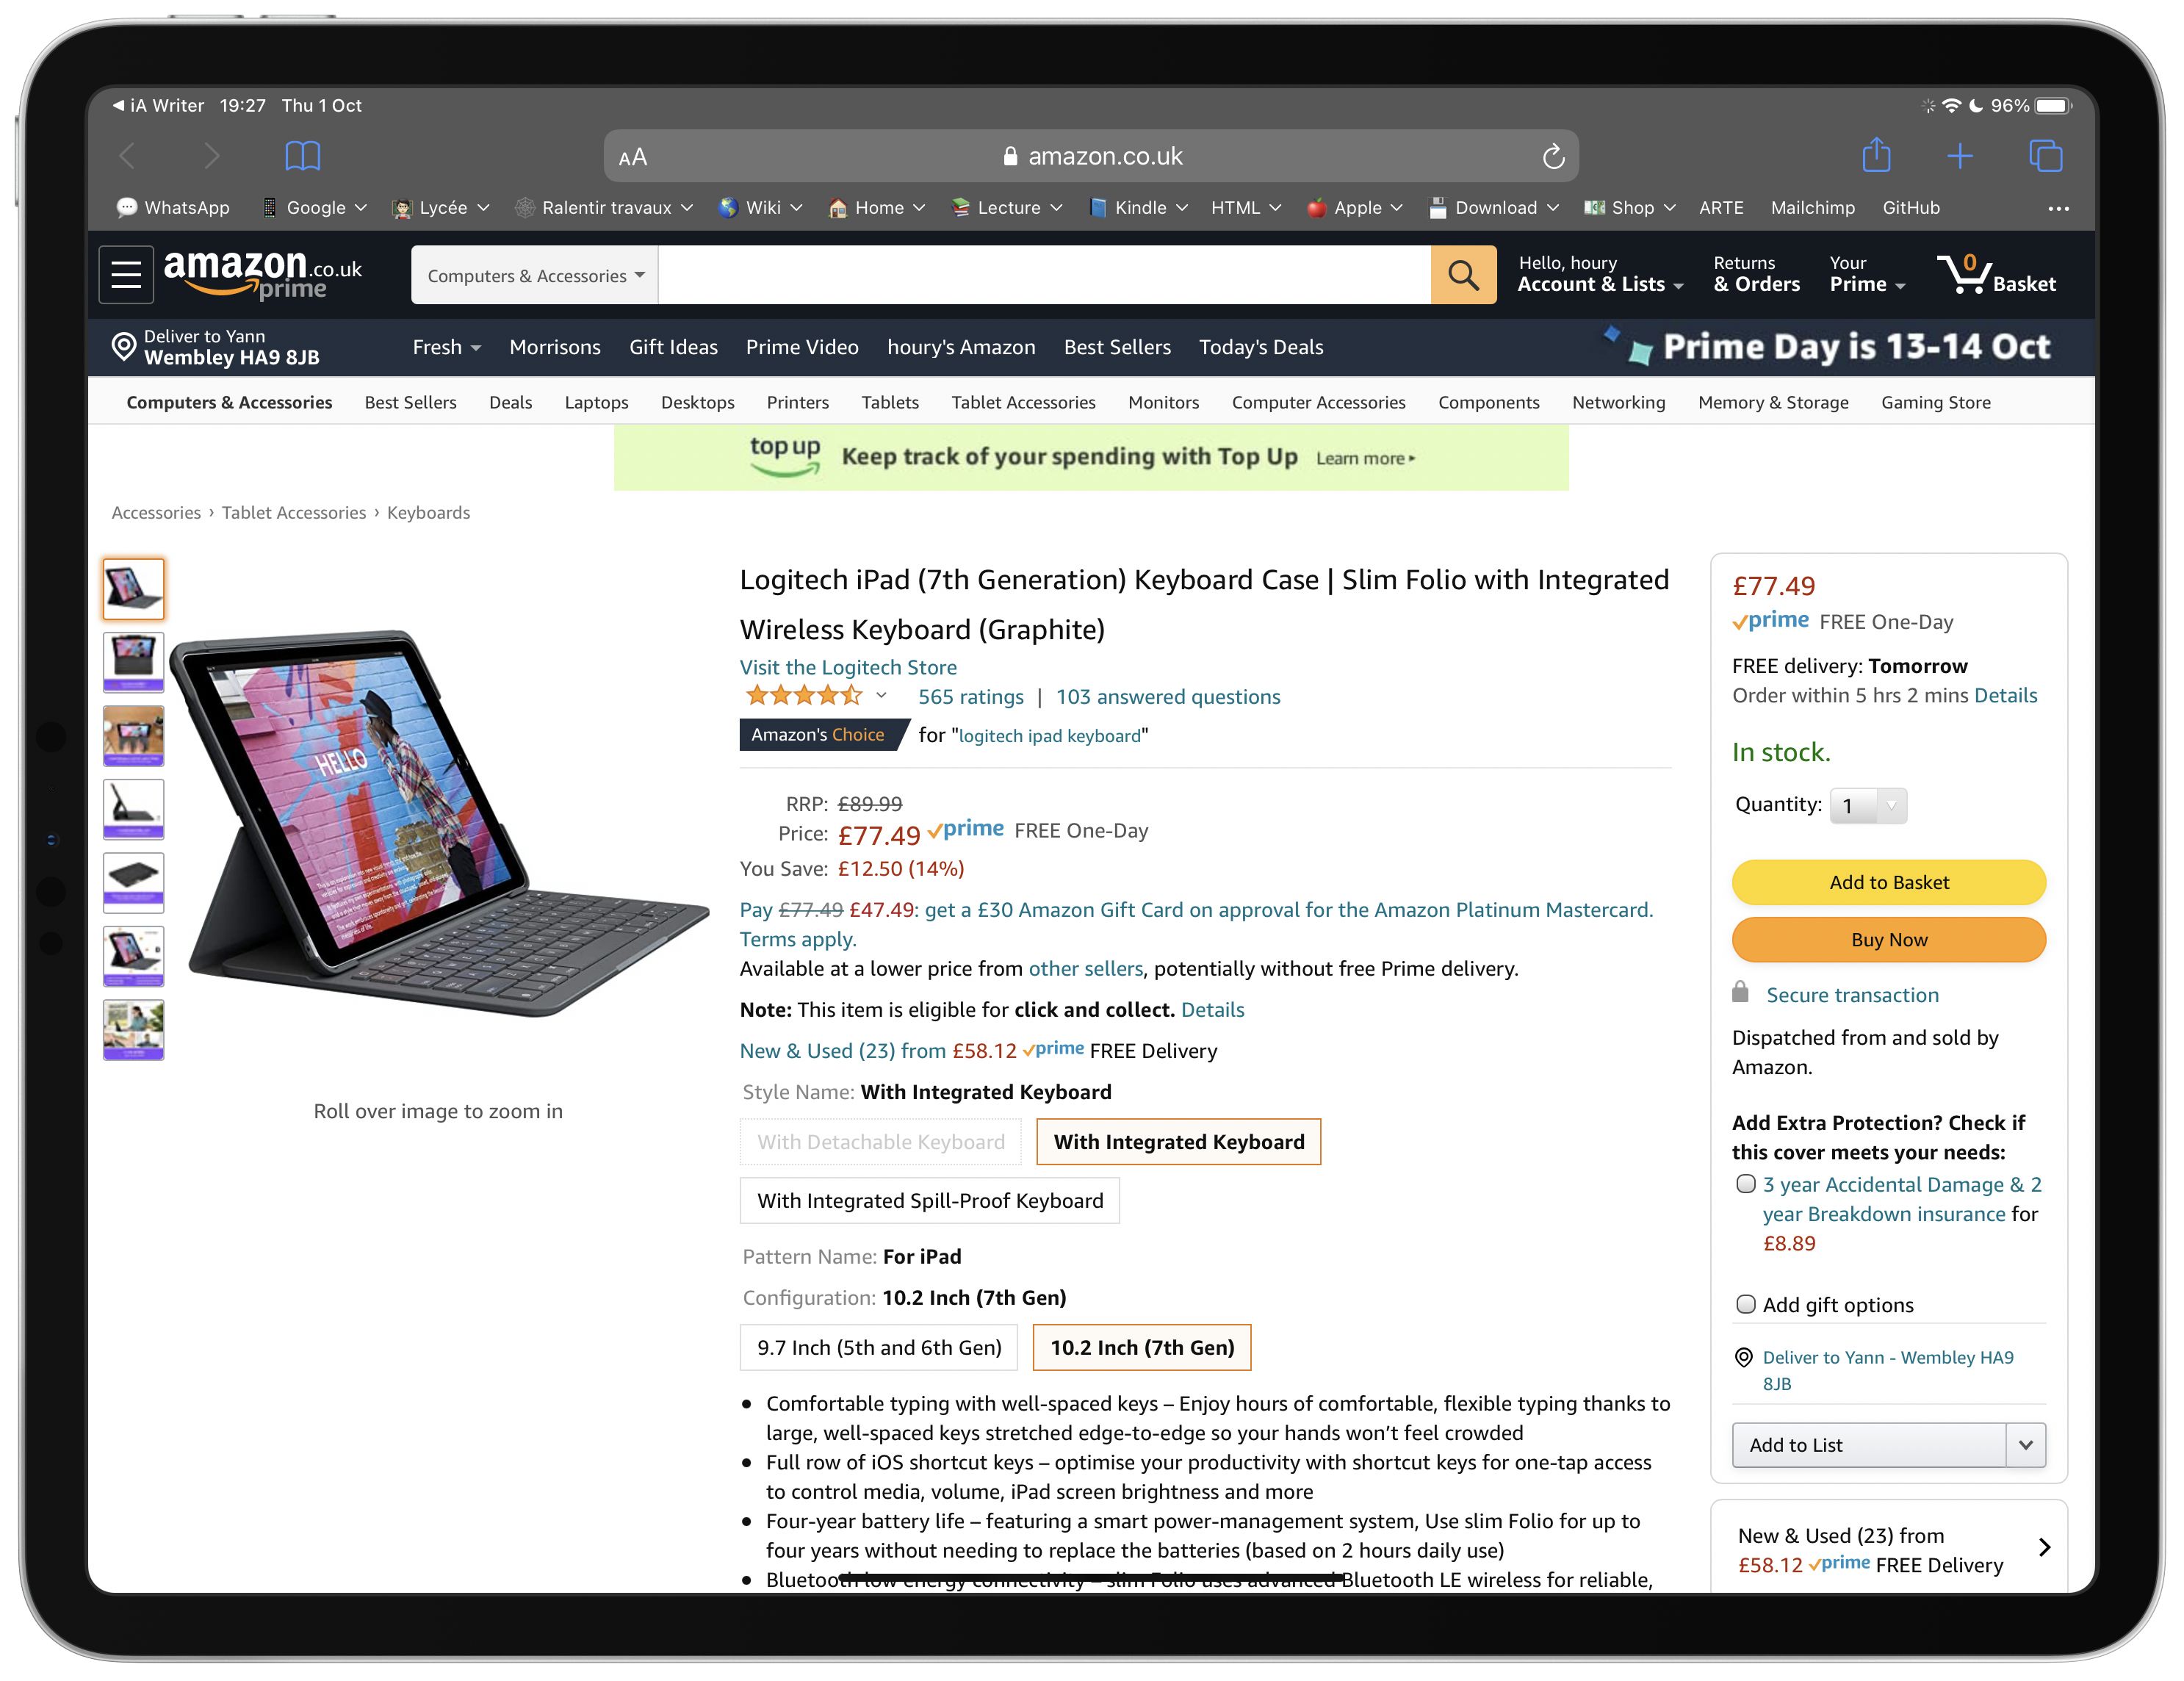 iA Writer 19:27 Thu 1 Oct
96%
AA amazon.co.uk
WhatsApp Google Lycée Ralentir travaux Wiki Home Lecture Kindle HTML Apple Download Shop ARTE Mailchimp GitHub
amazon.co.uk
prime
Computers & Accessories
Hello, houry
Account & Lists
Returns
& Orders
Your
Prime
0
Basket
Deliver to Yann
Wembley HA9 8JB
Fresh Morrisons Gift Ideas Prime Video houry's Amazon Best Sellers Today's Deals
Prime Day is 13-14 Oct
Computers & Accessories Best Sellers Deals Laptops Desktops Printers Tablets Tablet Accessories Monitors Computer Accessories Components Networking Memory & Storage Gaming Store
top up Keep track of your spending with Top Up Learn more
Accessories › Tablet Accessories › Keyboards
HELLO
Roll over image to zoom in
Logitech iPad (7th Generation) Keyboard Case | Slim Folio with Integrated
Wireless Keyboard (Graphite)
Visit the Logitech Store
565 ratings | 103 answered questions
Amazon's Choice for "logitech ipad keyboard"
RRP: £89.99
Price: £77.49 prime FREE One-Day
You Save: £12.50 (14%)
Pay £77.49 £47.49: get a £30 Amazon Gift Card on approval for the Amazon Platinum Mastercard.
Terms apply.
Available at a lower price from other sellers, potentially without free Prime delivery.
Note: This item is eligible for click and collect. Details
New & Used (23) from £58.12 prime FREE Delivery
Style Name: With Integrated Keyboard
With Detachable Keyboard
With Integrated Keyboard
With Integrated Spill-Proof Keyboard
Pattern Name: For iPad
Configuration: 10.2 Inch (7th Gen)
9.7 Inch (5th and 6th Gen)
10.2 Inch (7th Gen)
• Comfortable typing with well-spaced keys – Enjoy hours of comfortable, flexible typing thanks to
large, well-spaced keys stretched edge-to-edge so your hands won’t feel crowded
• Full row of iOS shortcut keys – optimise your productivity with shortcut keys for one-tap access
to control media, volume, iPad screen brightness and more
• Four-year battery life – featuring a smart power-management system, Use slim Folio for up to
four years without needing to replace the batteries (based on 2 hours daily use)
• Bluetooth low energy connectivity – slim Folio uses advanced Bluetooth LE wireless for reliable,
£77.49
prime FREE One-Day
FREE delivery: Tomorrow
Order within 5 hrs 2 mins Details
In stock.
Quantity: 1
Add to Basket
Buy Now
Secure transaction
Dispatched from and sold by
Amazon.
Add Extra Protection? Check if
this cover meets your needs:
3 year Accidental Damage & 2
year Breakdown insurance for
£8.89
Add gift options
Deliver to Yann - Wembley HA9
8JB
Add to List
New & Used (23) from
£58.12 prime FREE Delivery